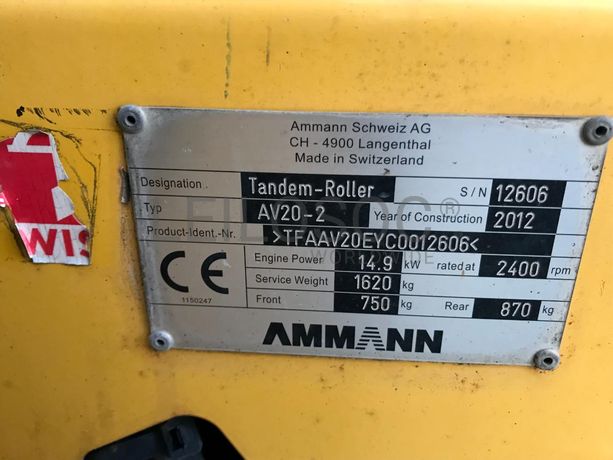 Ammann Schweiz AG
CH - 4900 Langenthal
Made in Switzerland
Designation Tandem-Roller S/N 12606
Typ AV20-2 Year of Construction 2012
Product-Ident.-Nr. >TFAAV20EYC0012606<
Engine Power 14.9 kW rated at 2400 rpm
Service Weight 1620 kg
Front 750 kg Rear 870 kg
CE
1150247
AMMANN
WIS
WORLDWIDE